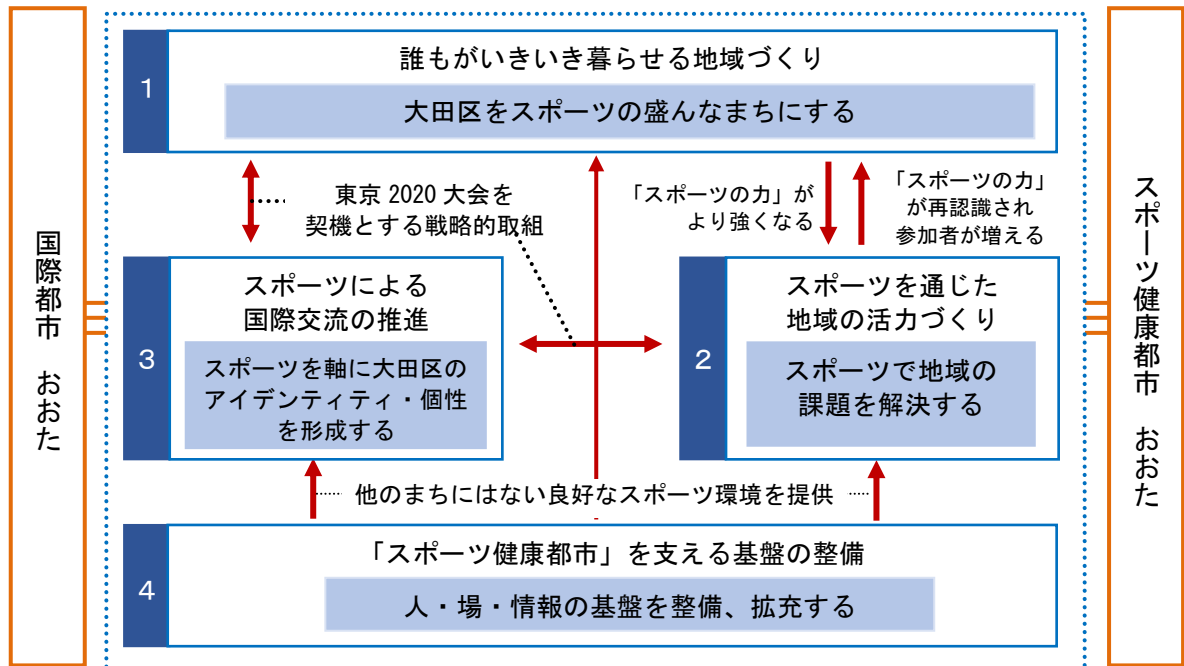 国際都市　おおた
1
誰もがいきいき暮らせる地域づくり
大田区をスポーツの盛んなまちにする
東京 2020 大会を
契機とする戦略的取組
「スポーツの力」が
より強くなる
「スポーツの力」
が再認識され
参加者が増える
3
スポーツによる
国際交流の推進
スポーツを軸に大田区の
アイデンティティ・個性
を形成する
2
スポーツを通じた
地域の活力づくり
スポーツで地域の
課題を解決する
他のまちにはない良好なスポーツ環境を提供
4
「スポーツ健康都市」を支える基盤の整備
人・場・情報の基盤を整備、拡充する
スポーツ健康都市　おおた